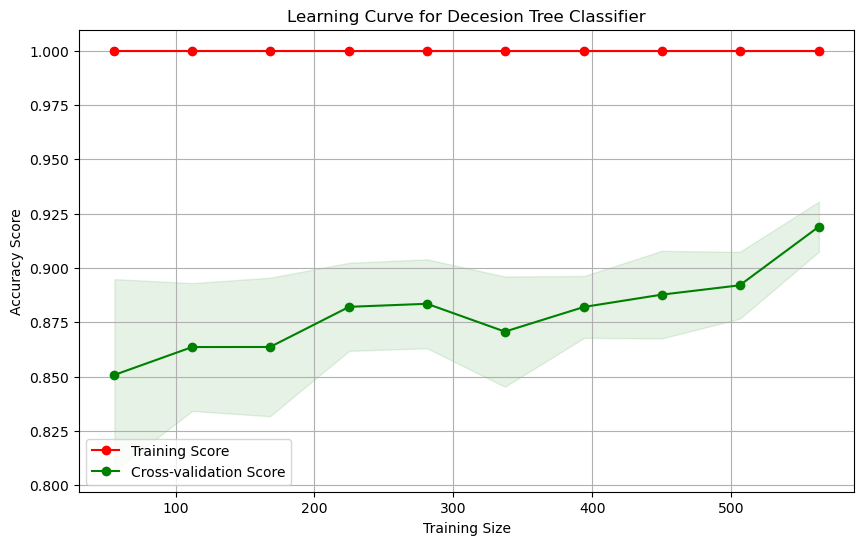 Learning Curve for Decesion Tree Classifier
1.000
0.975
0.950
0.925
0.900
0.875
0.850
0.825
0.800
Accuracy Score
Training Score
Cross-validation Score
100
200
300
400
500
Training Size